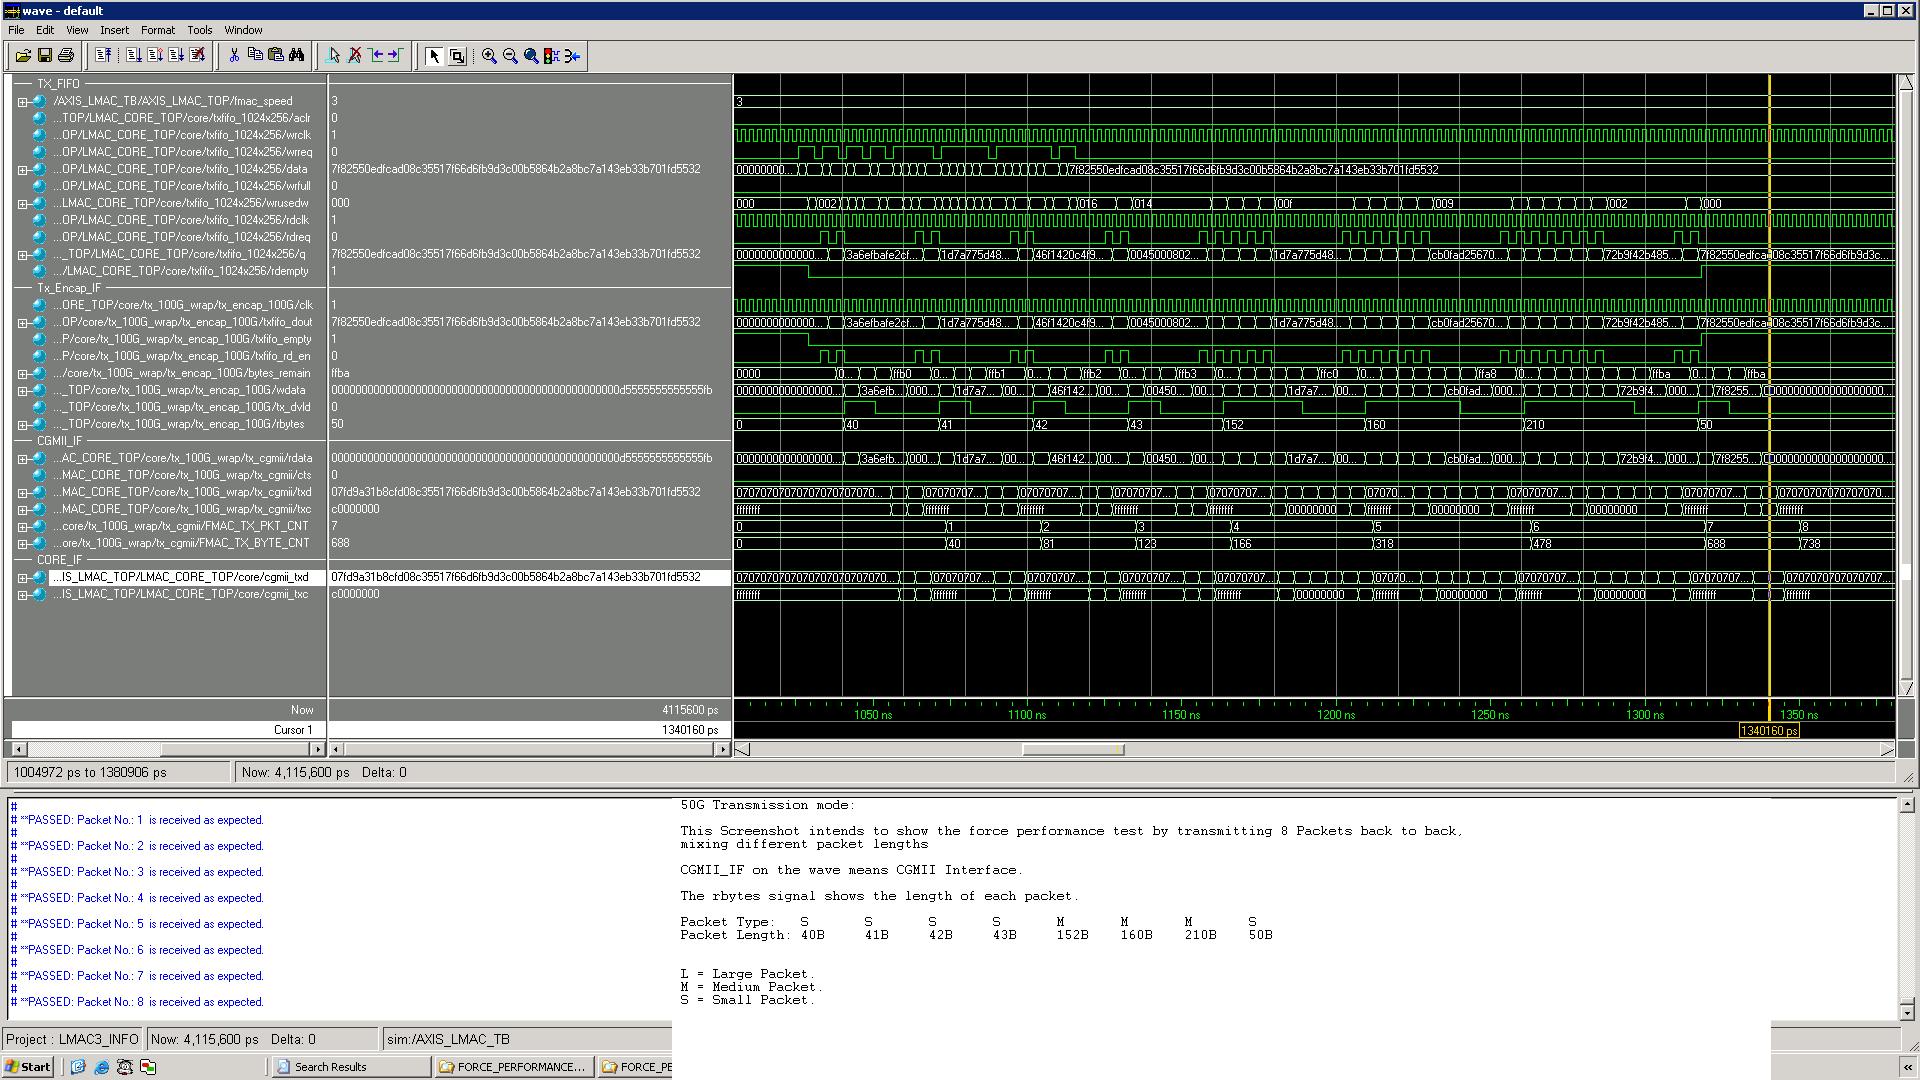 wave - default
File Edit View Insert Format Tools Window
TX_FIFO
/AXIS_LMAC_TB/AXIS_LMAC_TOP/fmac_speed 3 3
...TOP/LMAC_CORE_TOP/core/txfifo_1024x256/aclr 0
...OP/LMAC_CORE_TOP/core/txfifo_1024x256/wrclk 1
...OP/LMAC_CORE_TOP/core/txfifo_1024x256/wrreq 0
...OP/LMAC_CORE_TOP/core/txfifo_1024x256/data 7f82550edfcad08c35517f66d6fb9d3c00b5864b2a8bc7a143eb33b701fd5532 00000000... 7f82550edfcad08c35517f66d6fb9d3c00b5864b2a8bc7a143eb33b701fd5532
...OP/LMAC_CORE_TOP/core/txfifo_1024x256/wrfull 0
...LMAC_CORE_TOP/core/txfifo_1024x256/wrusedw 000 000 002 016 014 00f 009 002 000
...OP/LMAC_CORE_TOP/core/txfifo_1024x256/rdclk 1
...OP/LMAC_CORE_TOP/core/txfifo_1024x256/rdreq 0
..._TOP/LMAC_CORE_TOP/core/txfifo_1024x256/q 7f82550edfcad08c35517f66d6fb9d3c00b5864b2a8bc7a143eb33b701fd5532 0000000000000... 3a6efbafe2cf... 1d7a775d48... 46f1420c4f9... 0045000802... 1d7a775d48... cb0fad25670... 72b9f42b485... 7f82550edfcad08c35517f66d6fb9d3c...
.../LMAC_CORE_TOP/core/txfifo_1024x256/rdempty 1
Tx_Encap_IF
...ORE_TOP/core/tx_100G_wrap/tx_encap_100G/clk 1
...OP/core/tx_100G_wrap/tx_encap_100G/txfifo_dout 7f82550edfcad08c35517f66d6fb9d3c00b5864b2a8bc7a143eb33b701fd5532 0000000000000... 3a6efbafe2cf... 1d7a775d48... 46f1420c4f9... 0045000802... 1d7a775d48... cb0fad25670... 72b9f42b485... 7f82550edfcad08c35517f66d6fb9d3c...
...P/core/tx_100G_wrap/tx_encap_100G/txfifo_empty 1
...P/core/tx_100G_wrap/tx_encap_100G/txfifo_rd_en 0
.../core/tx_100G_wrap/tx_encap_100G/bytes_remain ffba 0000 0... ffb0 0... ffb1 0... ffb2 0... ffb3 0... ffc0 0... ffa8 0... ffba 0... ffba
..._TOP/core/tx_100G_wrap/tx_encap_100G/wdata 000000000000000000000000000000000000000000000000d5555555555555fb 00000000000000... 3a6efb... 000... 1d7a7... 00... 46f142... 00... 00450... 000... 1d7a7... 00... cb0fad... 000... 72b9f4... 000... 7f8255... 000000000000000000...
..._TOP/core/tx_100G_wrap/tx_encap_100G/tx_dvld 0
..._TOP/core/tx_100G_wrap/tx_encap_100G/rbytes 50 0 40 41 42 43 152 160 210 50
CGMII_IF
...AC_CORE_TOP/core/tx_100G_wrap/tx_cgmii/rdata 000000000000000000000000000000000000000000000000d5555555555555fb 00000000000000... 3a6efb... 000... 1d7a7... 00... 46f142... 00... 00450... 000... 1d7a7... 00... cb0fad... 000... 72b9f4... 000... 7f8255... 000000000000000000...
...MAC_CORE_TOP/core/tx_100G_wrap/tx_cgmii/cts 0
...MAC_CORE_TOP/core/tx_100G_wrap/tx_cgmii/txd 07fd9a31b8cfd08c35517f66d6fb9d3c00b5864b2a8bc7a143eb33b701fd5532 070707070707070707070... 07070707... 0707070... 0707070... 0707070... 07070... 0707070... 0707070... 07070707070707070...
...MAC_CORE_TOP/core/tx_100G_wrap/tx_cgmii/txc c0000000 ffffffff ffffffff ffffffff ffffffff ffffffff 00000000 ffffffff 00000000 ffffffff 00000000 ffffffff ffffffff
...core/tx_100G_wrap/tx_cgmii/FMAC_TX_PKT_CNT 7 0 1 2 3 4 5 6 7 8
...ore/tx_100G_wrap/tx_cgmii/FMAC_TX_BYTE_CNT 688 0 40 81 123 166 318 478 688 738
CORE_IF
...IS_LMAC_TOP/LMAC_CORE_TOP/core/cgmii_txd 07fd9a31b8cfd08c35517f66d6fb9d3c00b5864b2a8bc7a143eb33b701fd5532 07070707070707070707070... 0707070... 0707070... 0707070... 0707070... 07070... 0707070... 0707070... 0707070707070707...
...IS_LMAC_TOP/LMAC_CORE_TOP/core/cgmii_txc c0000000 ffffffff ffffffff ffffffff ffffffff ffffffff 00000000 ffffffff 00000000 ffffffff 00000000 ffffffff ffffffff
Now 4115600 ps 1050 ns 1100 ns 1150 ns 1200 ns 1250 ns 1300 ns 1350 ns
Cursor 1 1340160 ps 1340160 ps
1004972 ps to 1380906 ps Now: 4,115,600 ps Delta: 0
#
# **PASSED: Packet No.: 1 is received as expected.
#
# **PASSED: Packet No.: 2 is received as expected.
#
# **PASSED: Packet No.: 3 is received as expected.
#
# **PASSED: Packet No.: 4 is received as expected.
#
# **PASSED: Packet No.: 5 is received as expected.
#
# **PASSED: Packet No.: 6 is received as expected.
#
# **PASSED: Packet No.: 7 is received as expected.
#
# **PASSED: Packet No.: 8 is received as expected.
50G Transmission mode:
This Screenshot intends to show the force performance test by transmitting 8 Packets back to back,
mixing different packet lengths
CGMII_IF on the wave means CGMII Interface.
The rbytes signal shows the length of each packet.
Packet Type: S S S S M M M S
Packet Length: 40B 41B 42B 43B 152B 160B 210B 50B
L = Large Packet.
M = Medium Packet.
S = Small Packet.
Project : LMAC3_INFO Now: 4,115,600 ps Delta: 0 sim:/AXIS_LMAC_TB
Start Search Results FORCE_PERFORMANCE... FORCE_PE